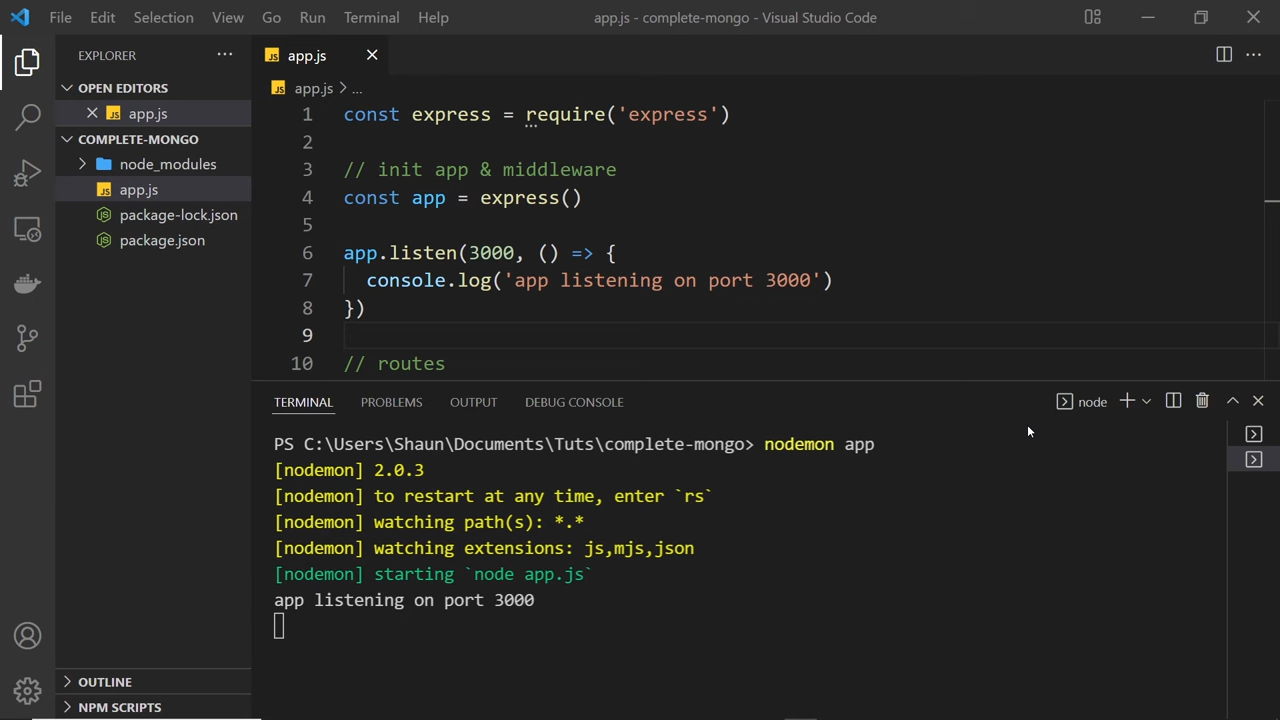 File Edit Selection View Go Run Terminal Help app.js - complete-mongo - Visual Studio Code
EXPLORER
OPEN EDITORS
app.js
COMPLETE-MONGO
node_modules
app.js
package-lock.json
package.json
OUTLINE
NPM SCRIPTS
app.js
app.js > ...
1 const express = require('express')
2
3 // init app & middleware
4 const app = express()
5
6 app.listen(3000, () => {
7 console.log('app listening on port 3000')
8 })
9
10 // routes
TERMINAL PROBLEMS OUTPUT DEBUG CONSOLE node
PS C:\Users\Shaun\Documents\Tuts\complete-mongo> nodemon app
[nodemon] 2.0.3
[nodemon] to restart at any time, enter `rs`
[nodemon] watching path(s): *.*
[nodemon] watching extensions: js,mjs,json
[nodemon] starting `node app.js`
app listening on port 3000